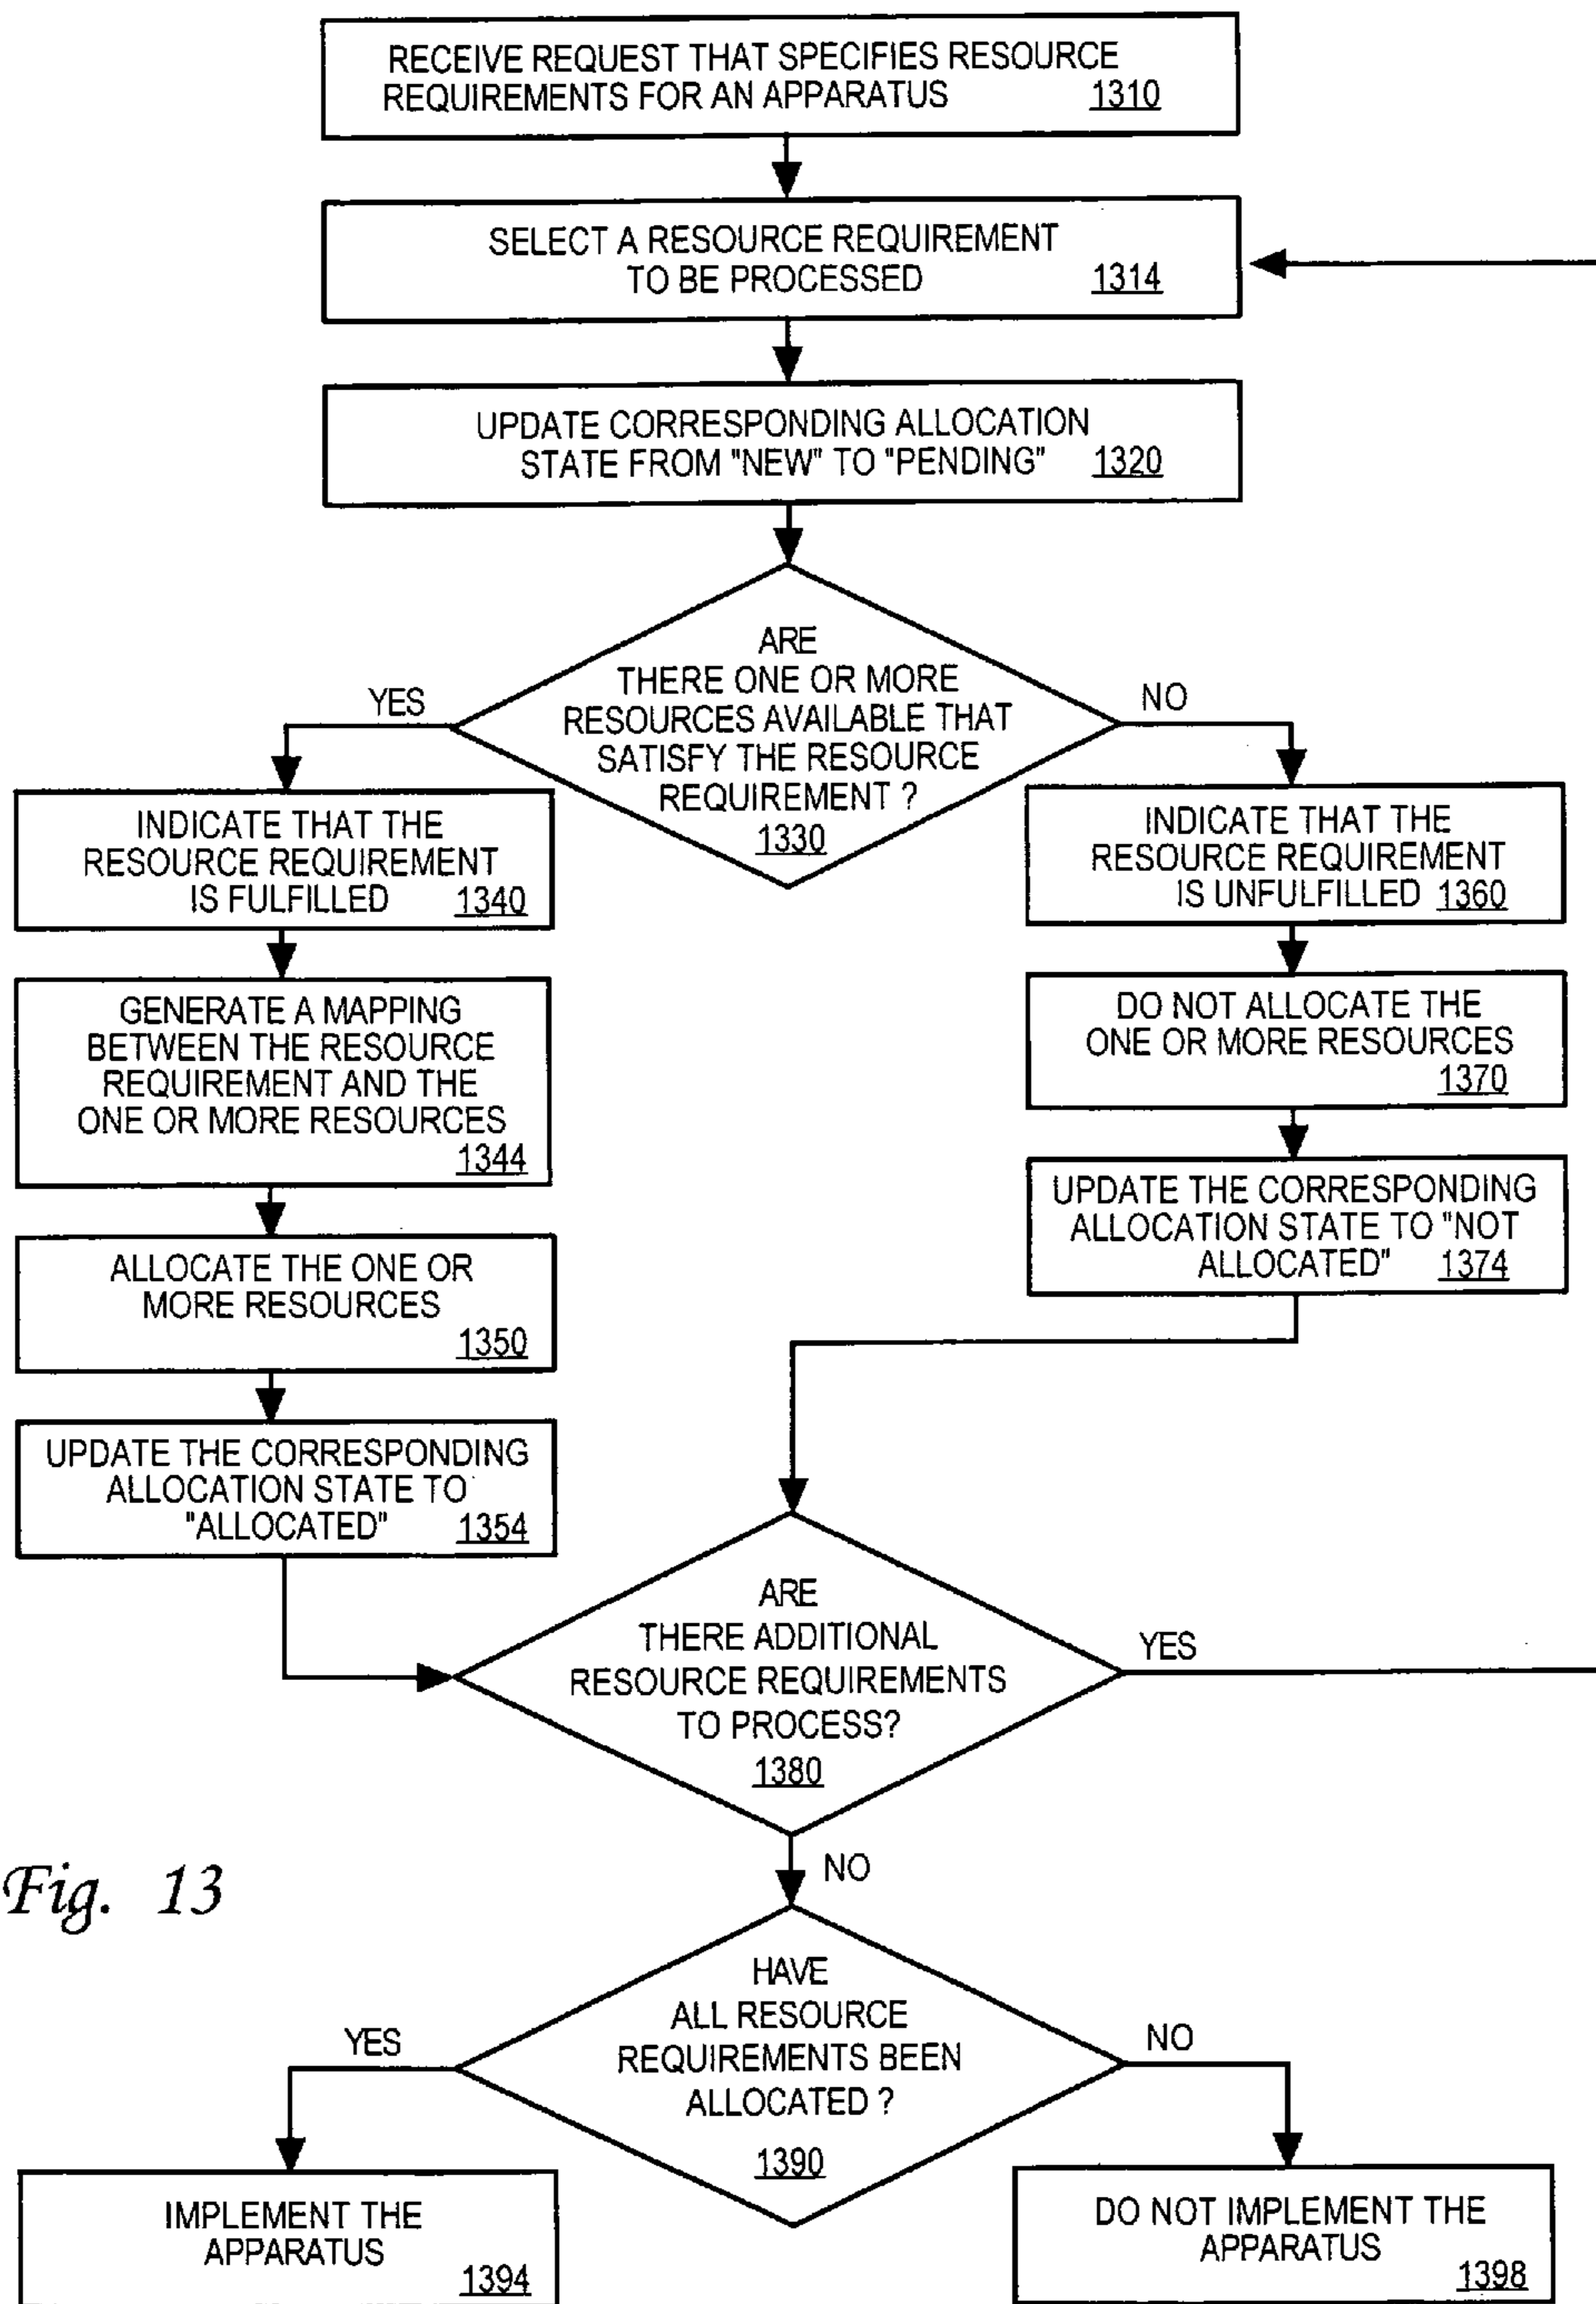 RECEIVE REQUEST THAT SPECIFIES RESOURCE
REQUIREMENTS FOR AN APPARATUS 1310
SELECT A RESOURCE REQUIREMENT
TO BE PROCESSED 1314
UPDATE CORRESPONDING ALLOCATION
STATE FROM "NEW" TO "PENDING" 1320
ARE
THERE ONE OR MORE
RESOURCES AVAILABLE THAT
SATISFY THE RESOURCE
REQUIREMENT ?
1330
YES
NO
INDICATE THAT THE
RESOURCE REQUIREMENT
IS FULFILLED 1340
GENERATE A MAPPING
BETWEEN THE RESOURCE
REQUIREMENT AND THE
ONE OR MORE RESOURCES
1344
ALLOCATE THE ONE OR
MORE RESOURCES
1350
UPDATE THE CORRESPONDING
ALLOCATION STATE TO
"ALLOCATED" 1354
INDICATE THAT THE
RESOURCE REQUIREMENT
IS UNFULFILLED 1360
DO NOT ALLOCATE THE
ONE OR MORE RESOURCES
1370
UPDATE THE CORRESPONDING
ALLOCATION STATE TO "NOT
ALLOCATED" 1374
ARE
THERE ADDITIONAL
RESOURCE REQUIREMENTS
TO PROCESS?
1380
YES
NO
Fig. 13
HAVE
ALL RESOURCE
REQUIREMENTS BEEN
ALLOCATED ?
1390
YES
NO
IMPLEMENT THE
APPARATUS
1394
DO NOT IMPLEMENT THE
APPARATUS
1398